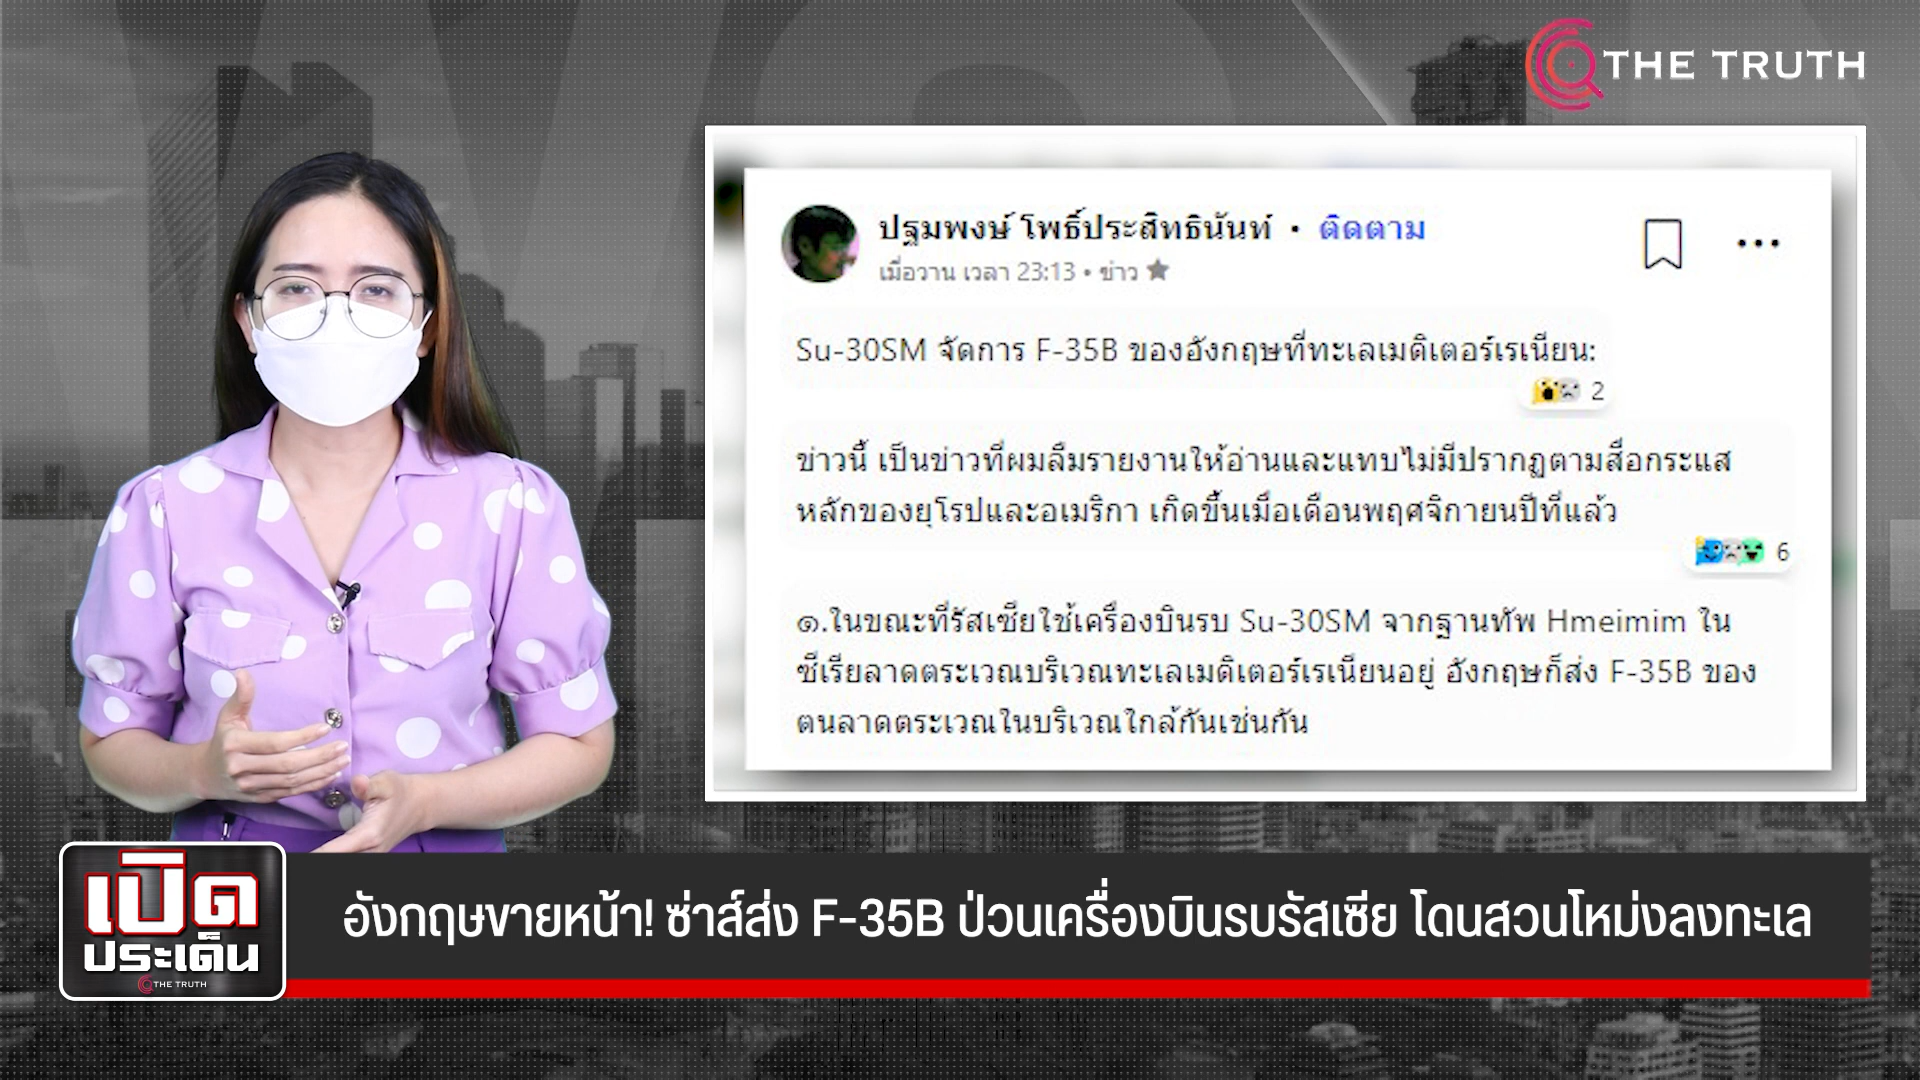 THE TRUTH
ปฐมพงษ์ โพธิ์ประสิทธินันท์ • ติดตาม
เมื่อวาน เวลา 23:13 • ข่าว
Su-30SM จัดการ F-35B ของอังกฤษที่ทะเลเมดิเตอร์เรเนียน:
2
ข่าวนี้ เป็นข่าวที่ผมลืมรายงานให้อ่านและแทบไม่มีปรากฏตามสื่อกระแส
หลักของยุโรปและอเมริกา เกิดขึ้นเมื่อเดือนพฤศจิกายนปีที่แล้ว
6
๑.ในขณะที่รัสเซียใช้เครื่องบินรบ Su-30SM จากฐานทัพ Hmeimim ใน
ซีเรียลาดตระเวณบริเวณทะเลเมดิเตอร์เรเนียนอยู่ อังกฤษก็ส่ง F-35B ของ
ตนลาดตระเวณในบริเวณใกล้กันเช่นกัน
เปิด
ประเด็น
THE TRUTH
อังกฤษขายหน้า! ซ่าส์ส่ง F-35B ป่วนเครื่องบินรบรัสเซีย โดนสวนโหม่งลงทะเล